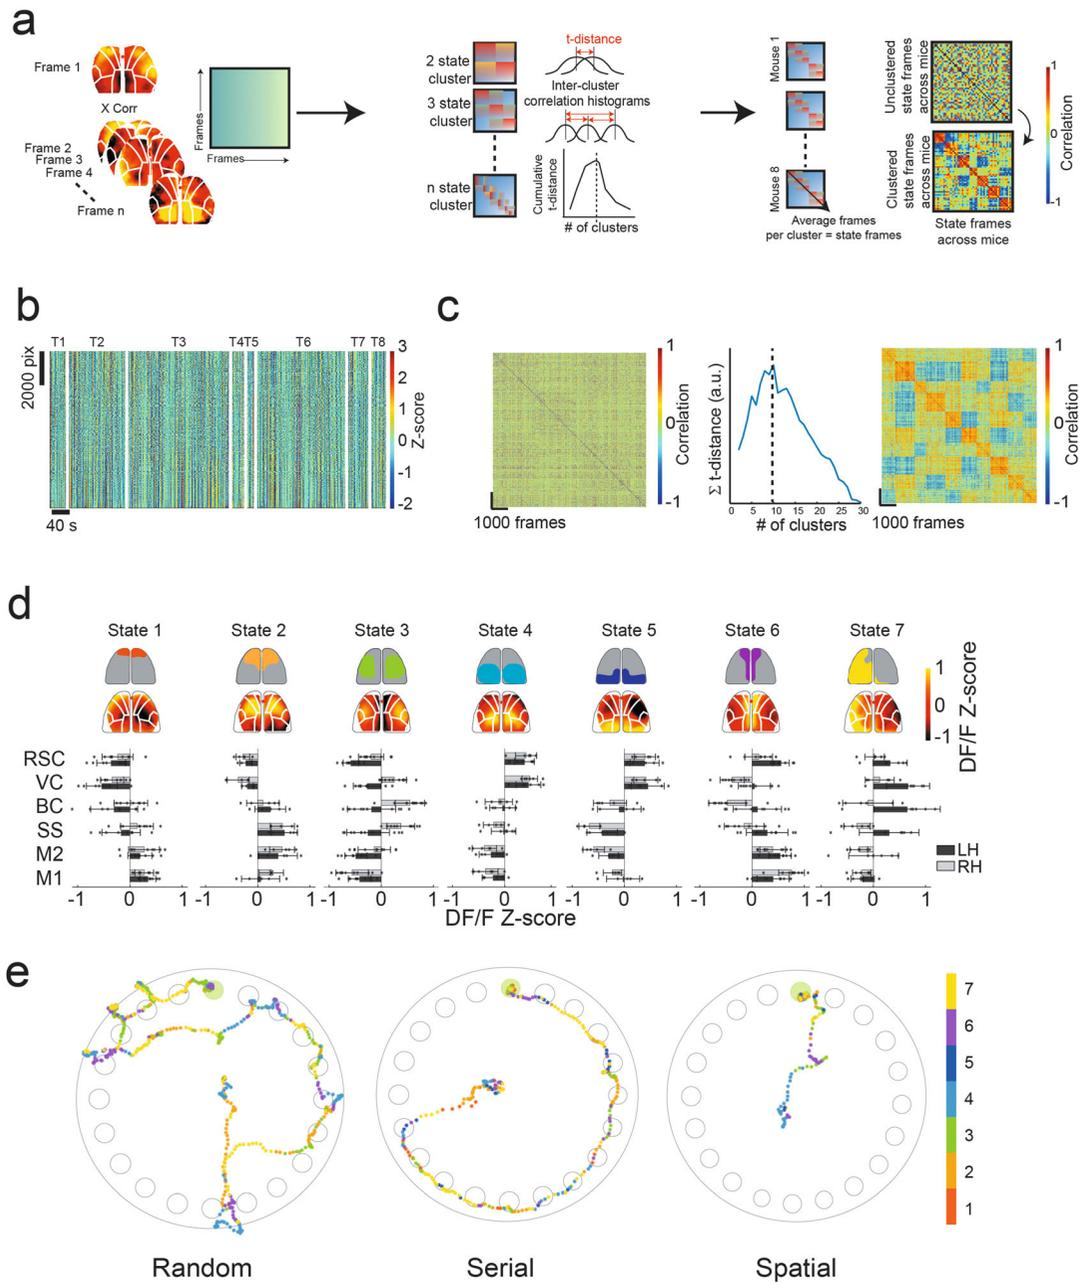 a
Frame 1
X Corr
Frame 2
Frame 3
Frame 4
Frame n
Frames
Frames
2 state
cluster
3 state
cluster
n state
cluster
t-distance
Inter-cluster
correlation histograms
Cumulative
t-distance
# of clusters
Mouse 1
Mouse 8
Average frames
per cluster = state frames
Unclustered
state frames
across mice
Clustered
state frames
across mice
State frames
across mice
1
0
-1
Correlation
b
T1 T2 T3 T4 T5 T6 T7 T8
2000 pix
40 s
3
2
1
0
-1
-2
Z-score
c
1
0
-1
Correlation
1000 frames
Σ t-distance (a.u.)
0 5 10 15 20 25 30
# of clusters
1
0
-1
Correlation
1000 frames
d
State 1 State 2 State 3 State 4 State 5 State 6 State 7
1
0
-1
DF/F Z-score
RSC
VC
BC
SS
M2
M1
LH
RH
-1 0 1 -1 0 1 -1 0 1 -1 0 1 -1 0 1 -1 0 1 -1 0 1
DF/F Z-score
e
7
6
5
4
3
2
1
Random Serial Spatial